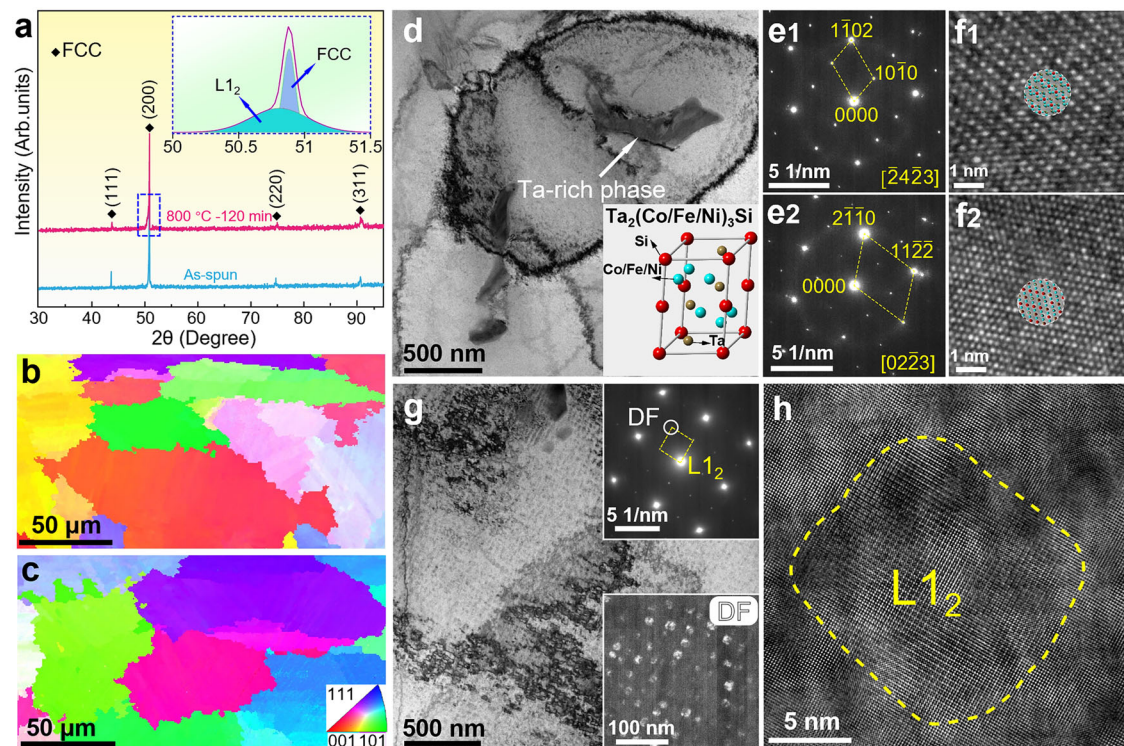 a
◆FCC
Intensity (Arb.units)
(111)
(200)
(220)
(311)
L1₂
FCC
50 50.5 51 51.5
800 °C -120 min
As-spun
30 40 50 60 70 80 90
2θ (Degree)
b
50 µm
c
50 µm
111
001 101
d
Ta-rich phase
500 nm
Ta₂(Co/Fe/Ni)₃Si
Si
Co/Fe/Ni
Ta
e1
11̅02
101̅0
0000
5 1/nm
[2̅42̅3]
e2
21̅1̅0
112̅2̅
0000
5 1/nm
[022̅3]
f1
1 nm
f2
1 nm
g
DF
L1₂
5 1/nm
DF
100 nm
500 nm
h
L1₂
5 nm